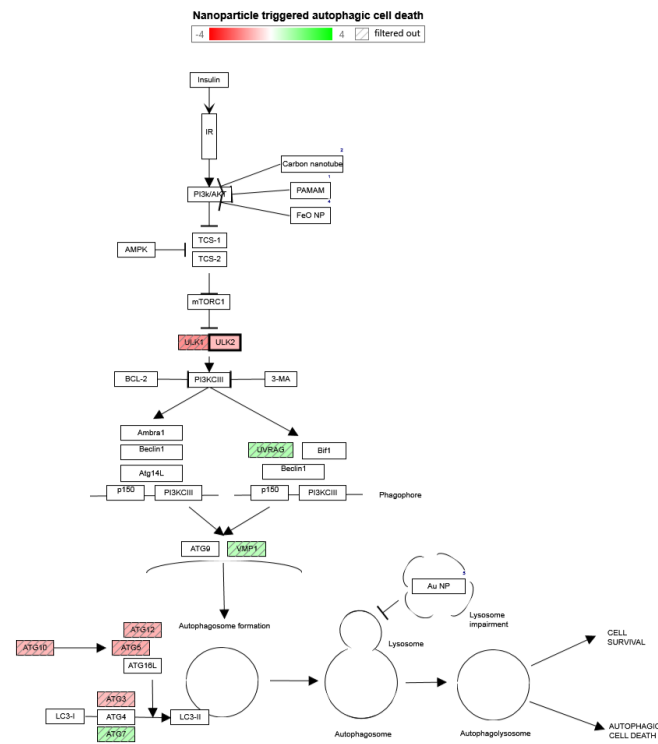 Nanoparticle triggered autophagic cell death
-4 4 filtered out
Insulin
IR
3
Carbon nanotube
1
PI3k/AKT
PAMAM
4
FeO NP
TCS-1
AMPK
TCS-2
mTORC1
ULK1 ULK2
BCL-2 PI3KCIII 3-MA
Ambra1
Beclin1
Atg14L
UVRAG Bif1
Beclin1
p150 PI3KCIII p150 PI3KCIII Phagophore
ATG9 VMP1
Au NP
Autophagosome formation
Lysosome
Lysosome
impairment
CELL
SURVIVAL
ATG12
ATG10 ATG5
ATG16L
ATG3
LC3-I ATG4 LC3-II
ATG7
Autophagosome
Autophagolysosome
AUTOPHAGIC
CELL DEATH